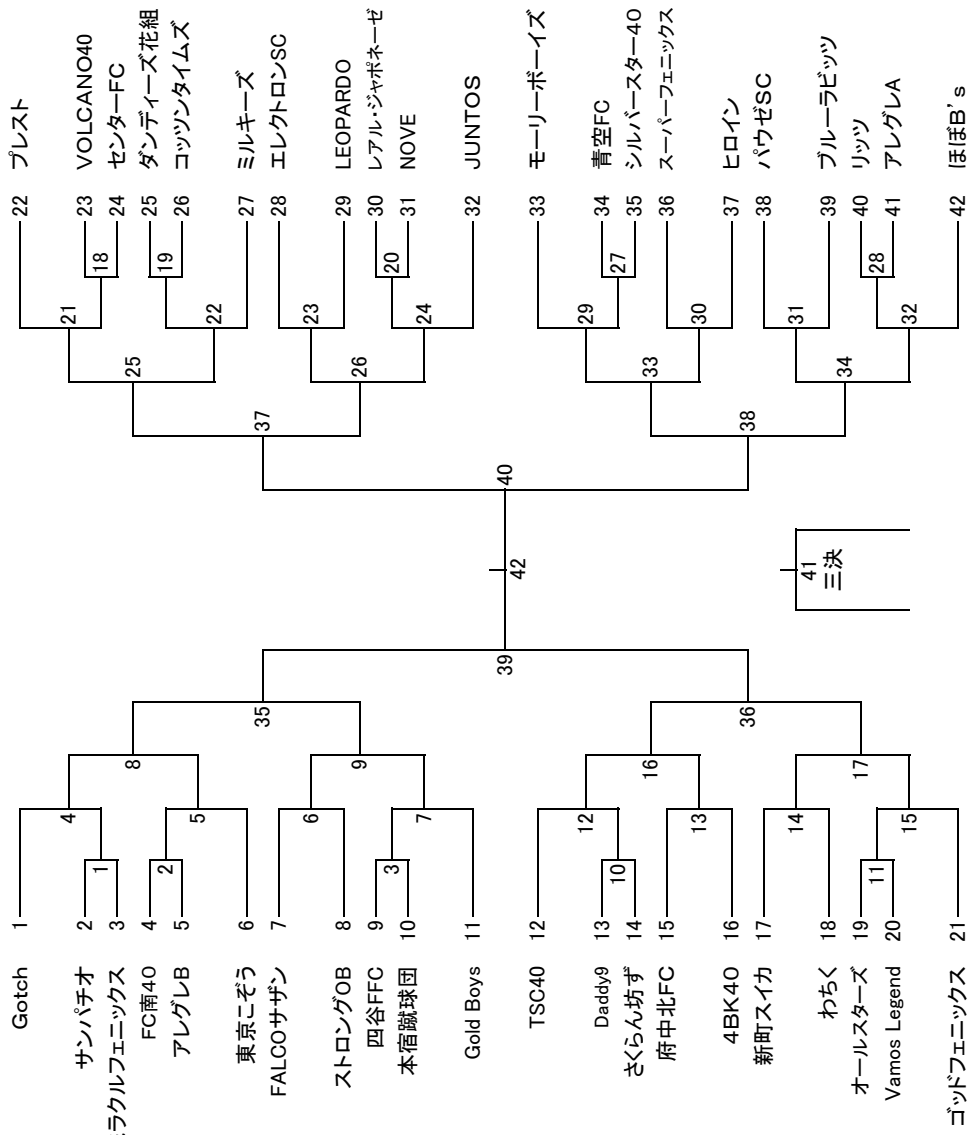 Gotch 1
サンパチオ 2
ラクルフェニックス 3
FC南40 4
アレグレB 5
東京こぞう 6
FALCOサザン 7
ストロングOB 8
四谷FFC 9
本宿蹴球団 10
Gold Boys 11
TSC40 12
Daddy9 13
さくらん坊ず 14
府中北FC 15
4BK40 16
新町スイカ 17
わちく 18
オールスターズ 19
Vamos Legend 20
ゴッドフェニックス 21
1
2
3
10
11
4
5
6
7
12
13
14
15
8
9
16
17
35
36
39
42
41
三決
40
37
38
25
26
33
34
21
22
23
24
29
30
31
32
18
19
20
27
28
22 プレスト
23 VOLCANO40
24 センターFC
25 ダンディーズ花組
26 コッツンタイムズ
27 ミルキーズ
28 エレクトロンSC
29 LEOPARDO
30 レアル・ジャポネーゼ
31 NOVE
32 JUNTOS
33 モーリーボーイズ
34 青空FC
35 シルバースター40
36 スーパーフェニックス
37 ヒロイン
38 パウゼSC
39 ブルーラビッツ
40 リッツ
41 アレグレA
42 ほぼB's